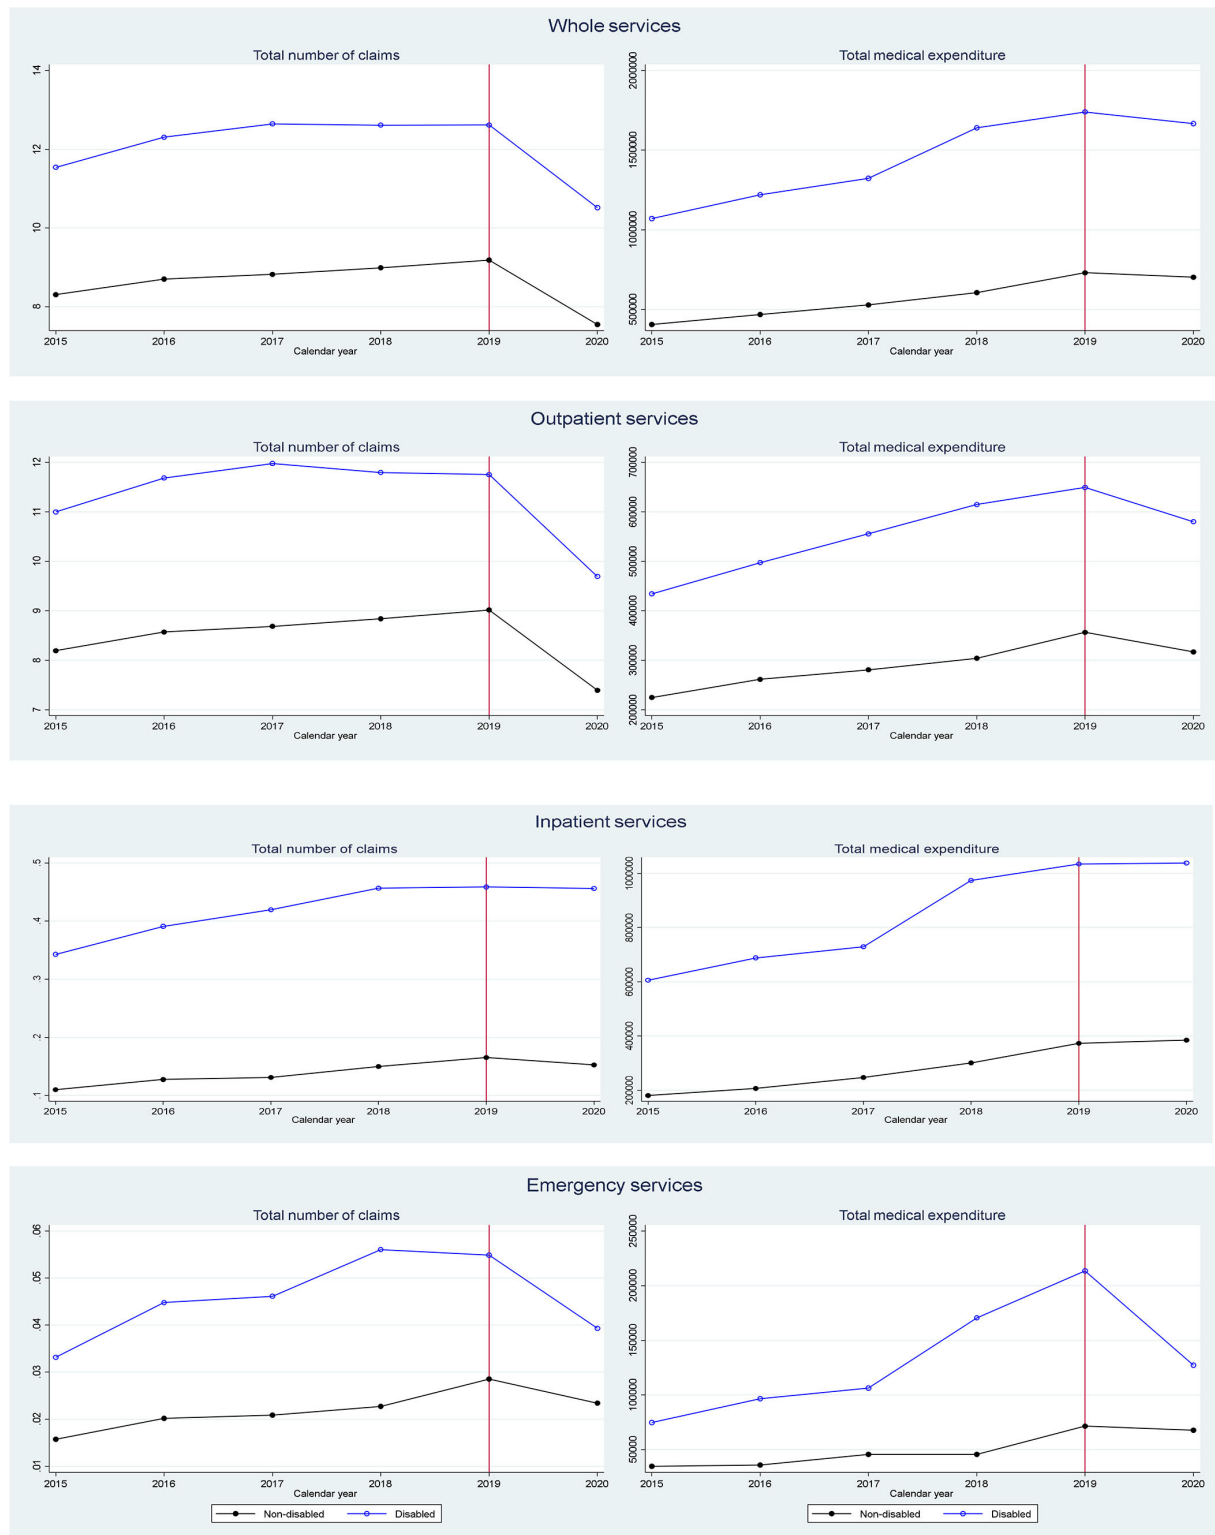 Whole services
Total number of claims
Total medical expenditure
14
12
10
8
2015 2016 2017 2018 2019 2020
Calendar year
2000000
1500000
1000000
500000
2015 2016 2017 2018 2019 2020
Calendar year
Outpatient services
Total number of claims
Total medical expenditure
12
11
10
9
8
7
2015 2016 2017 2018 2019 2020
Calendar year
700000
600000
500000
400000
300000
200000
2015 2016 2017 2018 2019 2020
Calendar year
Inpatient services
Total number of claims
Total medical expenditure
.5
.4
.3
.2
.1
2015 2016 2017 2018 2019 2020
Calendar year
1000000
800000
600000
400000
200000
2015 2016 2017 2018 2019 2020
Calendar year
Emergency services
Total number of claims
Total medical expenditure
.06
.05
.04
.03
.02
.01
2015 2016 2017 2018 2019 2020
Calendar year
250000
200000
150000
100000
50000
2015 2016 2017 2018 2019 2020
Calendar year
Non-disabled Disabled
Non-disabled Disabled